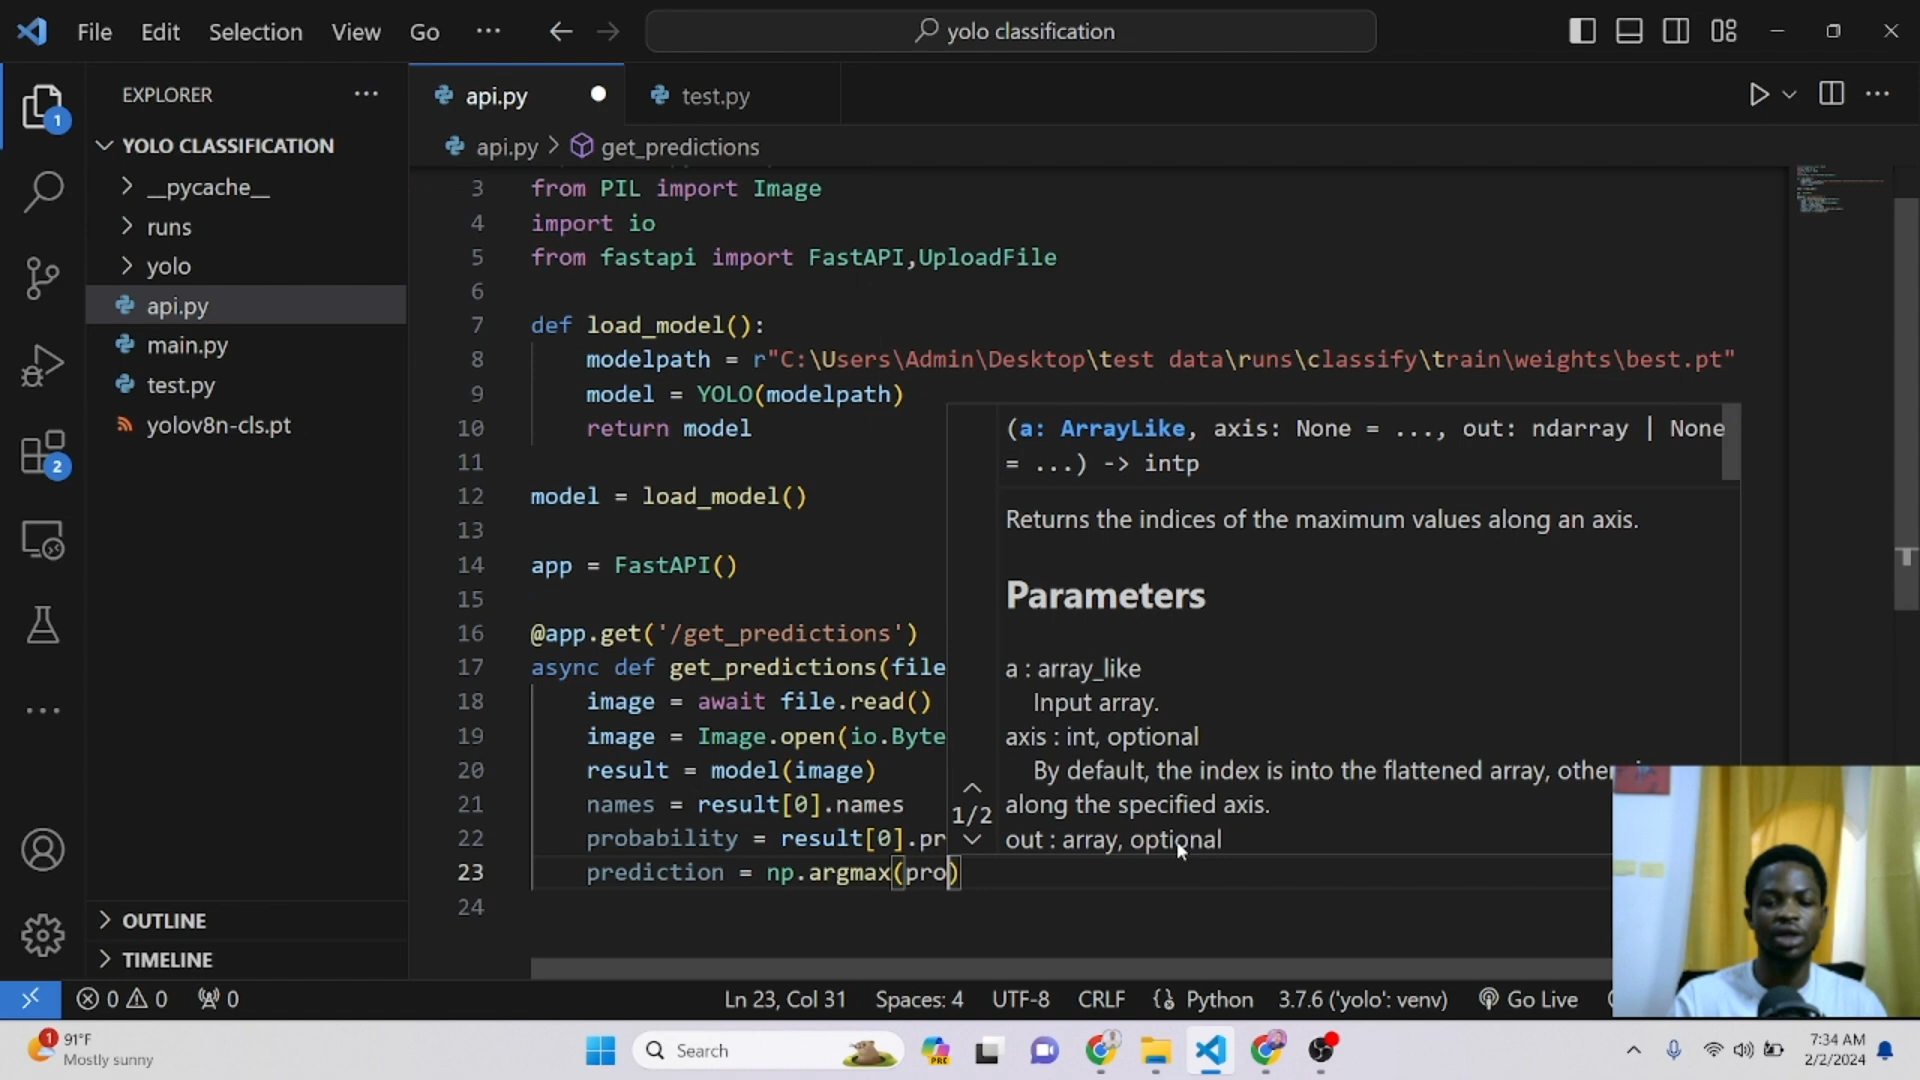 File Edit Selection View Go ··· yolo classification
EXPLORER ···
api.py
test.py
1
YOLO CLASSIFICATION
api.py > get_predictions
__pycache__
runs
yolo
api.py
main.py
test.py
yolov8n-cls.pt
2
OUTLINE
TIMELINE
3 from PIL import Image
4 import io
5 from fastapi import FastAPI,UploadFile
6
7 def load_model():
8 modelpath = r"C:\Users\Admin\Desktop\test data\runs\classify\train\weights\best.pt"
9 model = YOLO(modelpath)
10 return model
11
12 model = load_model()
13
14 app = FastAPI()
15
16 @app.get('/get_predictions')
17 async def get_predictions(file
18 image = await file.read()
19 image = Image.open(io.Byte
20 result = model(image)
21 names = result[0].names
22 probability = result[0].pr
23 prediction = np.argmax(pro)
24
(a: ArrayLike, axis: None = ..., out: ndarray | None
= ...) -> intp
Returns the indices of the maximum values along an axis.
Parameters
a : array_like
Input array.
axis : int, optional
By default, the index is into the flattened array,
along the specified axis.
1/2
out : array, optional
0 0 0
Ln 23, Col 31 Spaces: 4 UTF-8 CRLF Python 3.7.6 ('yolo': venv) Go Live
1
91°F
Mostly sunny
Search
PRE
7:34 AM
2/2/2024